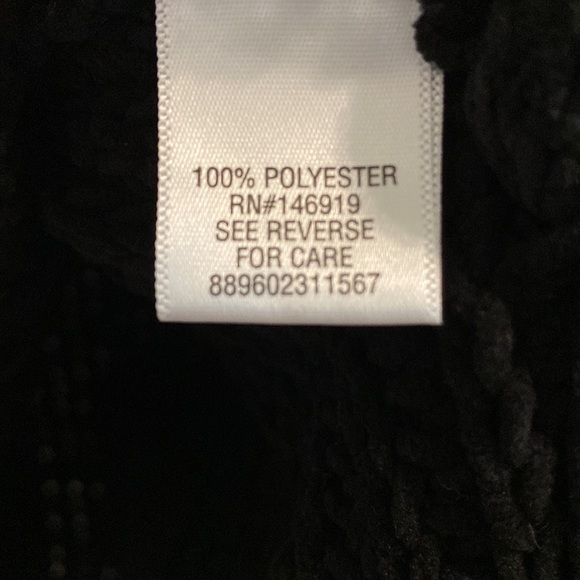 100% POLYESTER
RN#146919
SEE REVERSE
FOR CARE
889602311567